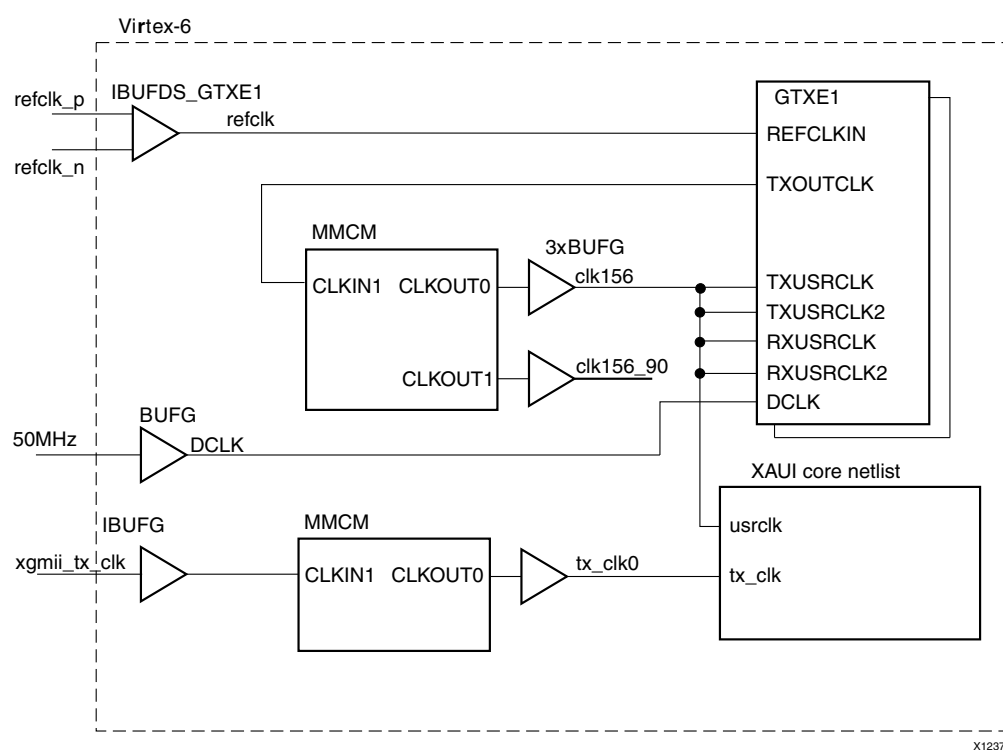 Virtex-6
IBUFDS_GTXE1
GTXE1
refclk_p
refclk
REFCLKIN
refclk_n
TXOUTCLK
MMCM
3xBUFG
CLKIN1 CLKOUT0
clk156
TXUSRCLK
TXUSRCLK2
RXUSRCLK
CLKOUT1
clk156_90
RXUSRCLK2
DCLK
BUFG
50MHz
DCLK
XAUI core netlist
IBUFG
MMCM
usrclk
xgmii_tx_clk
CLKIN1 CLKOUT0
tx_clk0
tx_clk
X1237